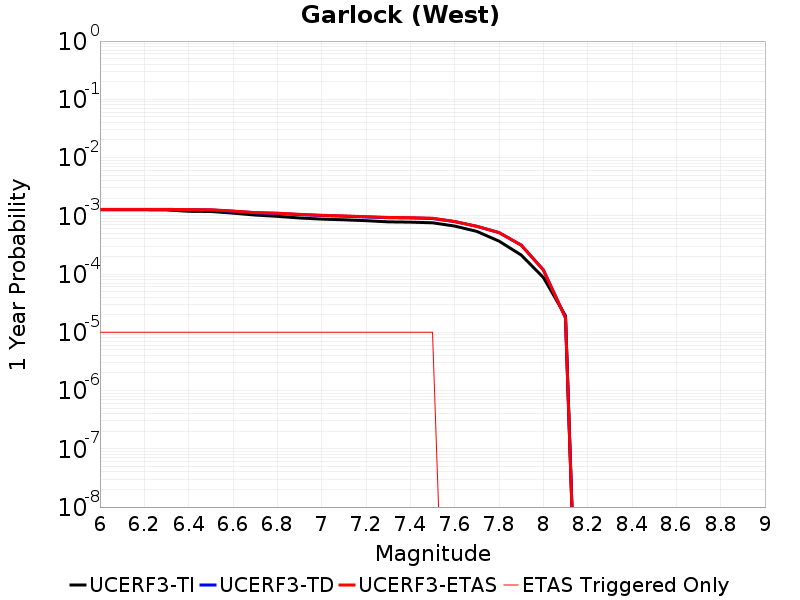 Garlock (West)
10^0
10^-1
10^-2
10^-3
10^-4
10^-5
10^-6
10^-7
10^-8
1 Year Probability
6 6.2 6.4 6.6 6.8 7 7.2 7.4 7.6 7.8 8 8.2 8.4 8.6 8.8 9
Magnitude
UCERF3-TI UCERF3-TD UCERF3-ETAS ETAS Triggered Only